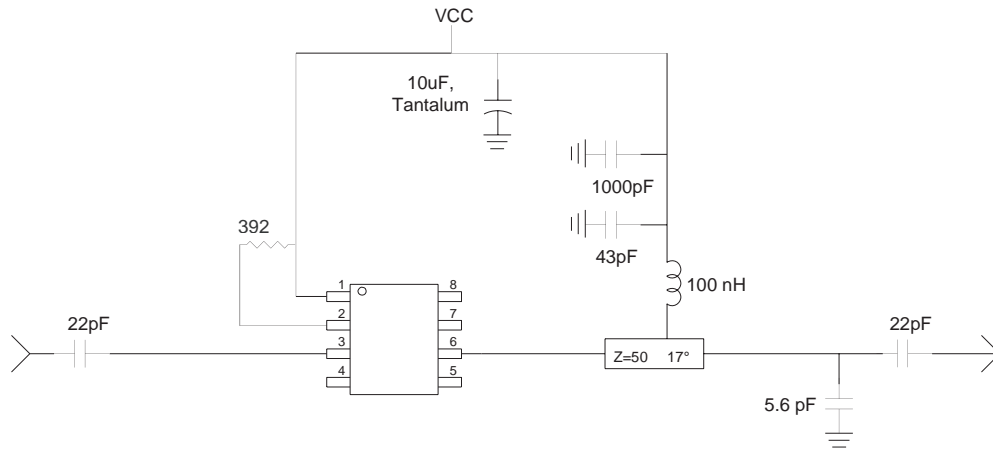 VCC
10uF,
Tantalum
1000pF
392
43pF
100 nH
1
8
2
7
22pF
3
6
Z=50 17°
22pF
4
5
5.6 pF